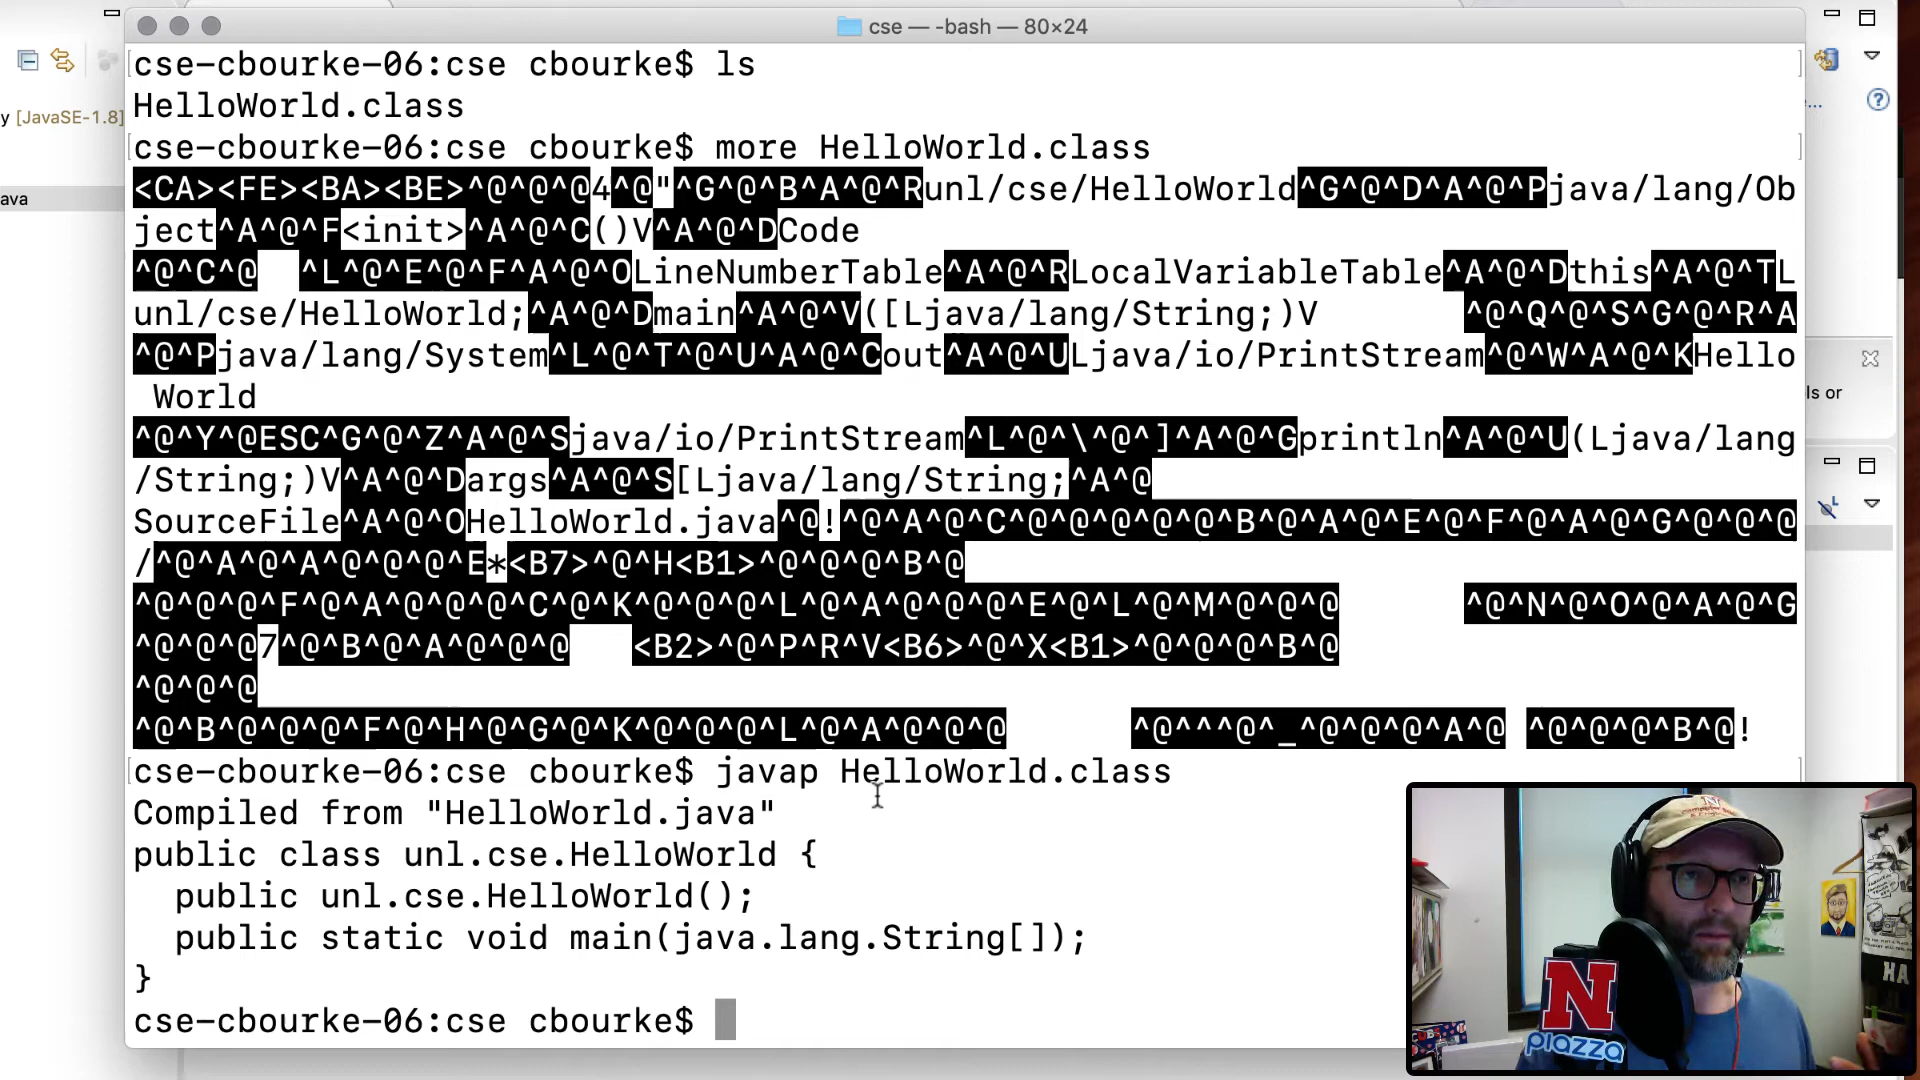 cse — -bash — 80×24
y [JavaSE-1.8]
ava
cse-cbourke-06:cse cbourke$ ls
HelloWorld.class
cse-cbourke-06:cse cbourke$ more HelloWorld.class
<CA><FE><BA><BE>^@^@^@4^@"^G^@^B^A^@^Runl/cse/HelloWorld^G^@^D^A^@^Pjava/lang/Ob
ject^A^@^F<init>^A^@^C()V^A^@^DCode
^@^C^@  ^L^@^E^@^F^A^@^OLineNumberTable^A^@^RLocalVariableTable^A^@^Dthis^A^@^TL
unl/cse/HelloWorld;^A^@^Dmain^A^@^V([Ljava/lang/String;)V       ^@^Q^@^S^G^@^R^A
^@^Pjava/lang/System^L^@^T^@^U^A^@^Cout^A^@^ULjava/io/PrintStream^@^W^A^@^KHello
 World
^@^Y^@ESC^G^@^Z^A^@^Sjava/io/PrintStream^L^@^\^@^]^A^@^Gprintln^A^@^U(Ljava/lang
/String;)V^A^@^Dargs^A^@^S[Ljava/lang/String;^A^@
SourceFile^A^@^OHelloWorld.java^@!^@^A^@^C^@^@^@^@^@^B^@^A^@^E^@^F^@^A^@^G^@^@^@
/^@^A^@^A^@^@^@^E*<B7>^@^H<B1>^@^@^@^B^@
^@^@^@^F^@^A^@^@^@^C^@^K^@^@^@^L^@^A^@^@^@^E^@^L^@^M^@^@^@      ^@^N^@^O^@^A^@^G
^@^@^@7^@^B^@^A^@^@^@   <B2>^@^P^R^V<B6>^@^X<B1>^@^@^@^B^@
^@^@^@
^@^B^@^@^@^F^@^H^@^G^@^K^@^@^@^L^@^A^@^@^@      ^@^^^@^_^@^@^@^A^@ ^@^@^@^B^@!
cse-cbourke-06:cse cbourke$ javap HelloWorld.class
Compiled from "HelloWorld.java"
public class unl.cse.HelloWorld {
  public unl.cse.HelloWorld();
  public static void main(java.lang.String[]);
}
cse-cbourke-06:cse cbourke$
e...
ls or
N
piazza
HA